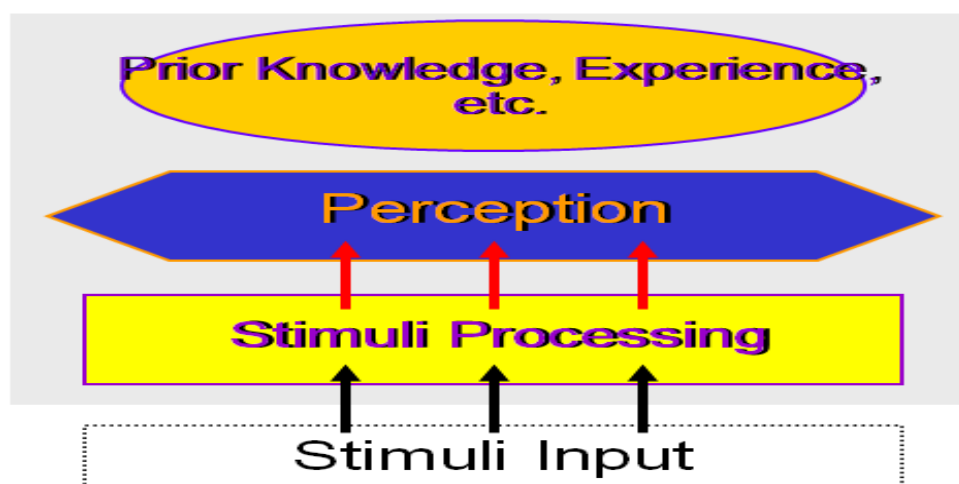 Prior Knowledge, Experience,
etc.
Perception
Stimuli Processing
Stimuli Input